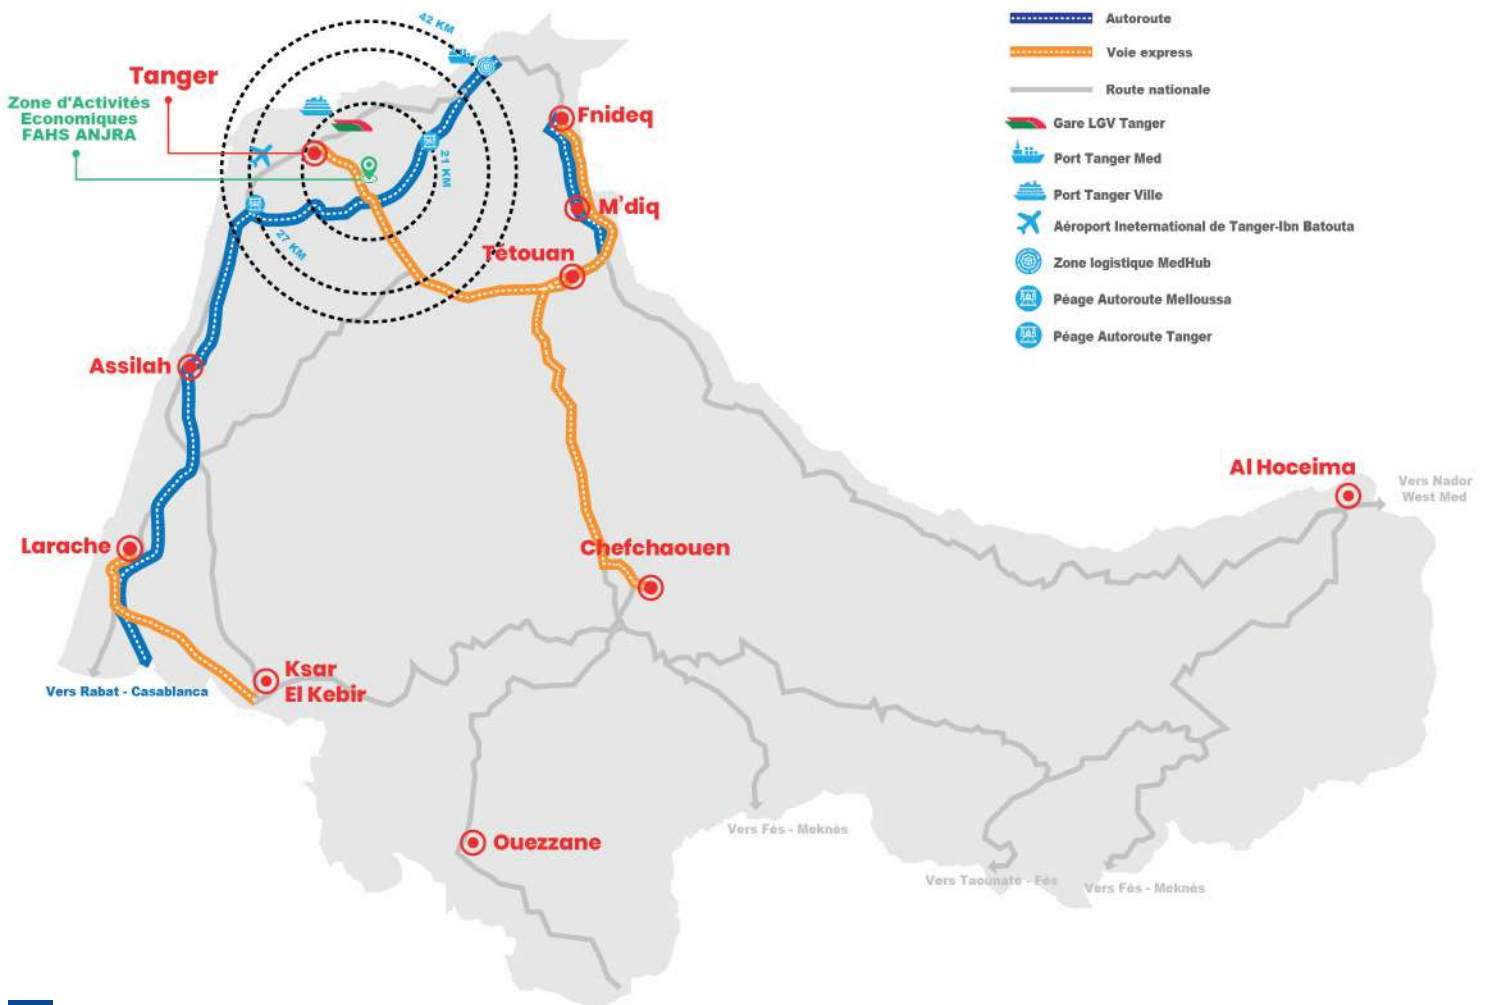 42 KM
Autoroute
Voie express
Route nationale
Gare LGV Tanger
Port Tanger Med
Port Tanger Ville
Aéroport Ineternational de Tanger-Ibn Batouta
Zone logistique MedHub
Péage Autoroute Melloussa
Péage Autoroute Tanger
Tanger
Zone d'Activités
Economiques
FAHS ANJRA
Fnideq
21 KM
M'diq
27 KM
Tétouan
Assilah
Al Hoceima
Vers Nador
West Med
Larache
Chefchaouen
Ksar
El Kebir
Vers Rabat - Casablanca
Ouezzane
Vers Fés - Meknès
Vers Taounate - Fés
Vers Fés - Meknès